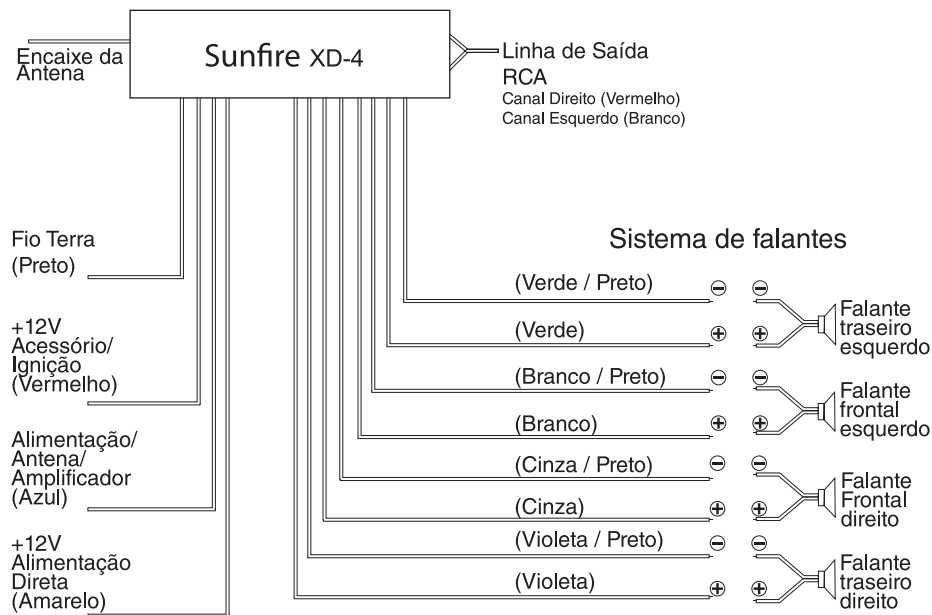 Sunfire XD-4
Encaixe da
Antena
Linha de Saída
RCA
Canal Direito (Vermelho)
Canal Esquerdo (Branco)
Fio Terra
(Preto)
+12V
Acessório/
Ignição
(Vermelho)
Alimentação/
Antena/
Amplificador
(Azul)
+12V
Alimentação
Direta
(Amarelo)
Sistema de falantes
(Verde / Preto)
(Verde)
(Branco / Preto)
(Branco)
(Cinza / Preto)
(Cinza)
(Violeta / Preto)
(Violeta)
Falante
traseiro
esquerdo
Falante
frontal
esquerdo
Falante
Frontal
direito
Falante
traseiro
direito